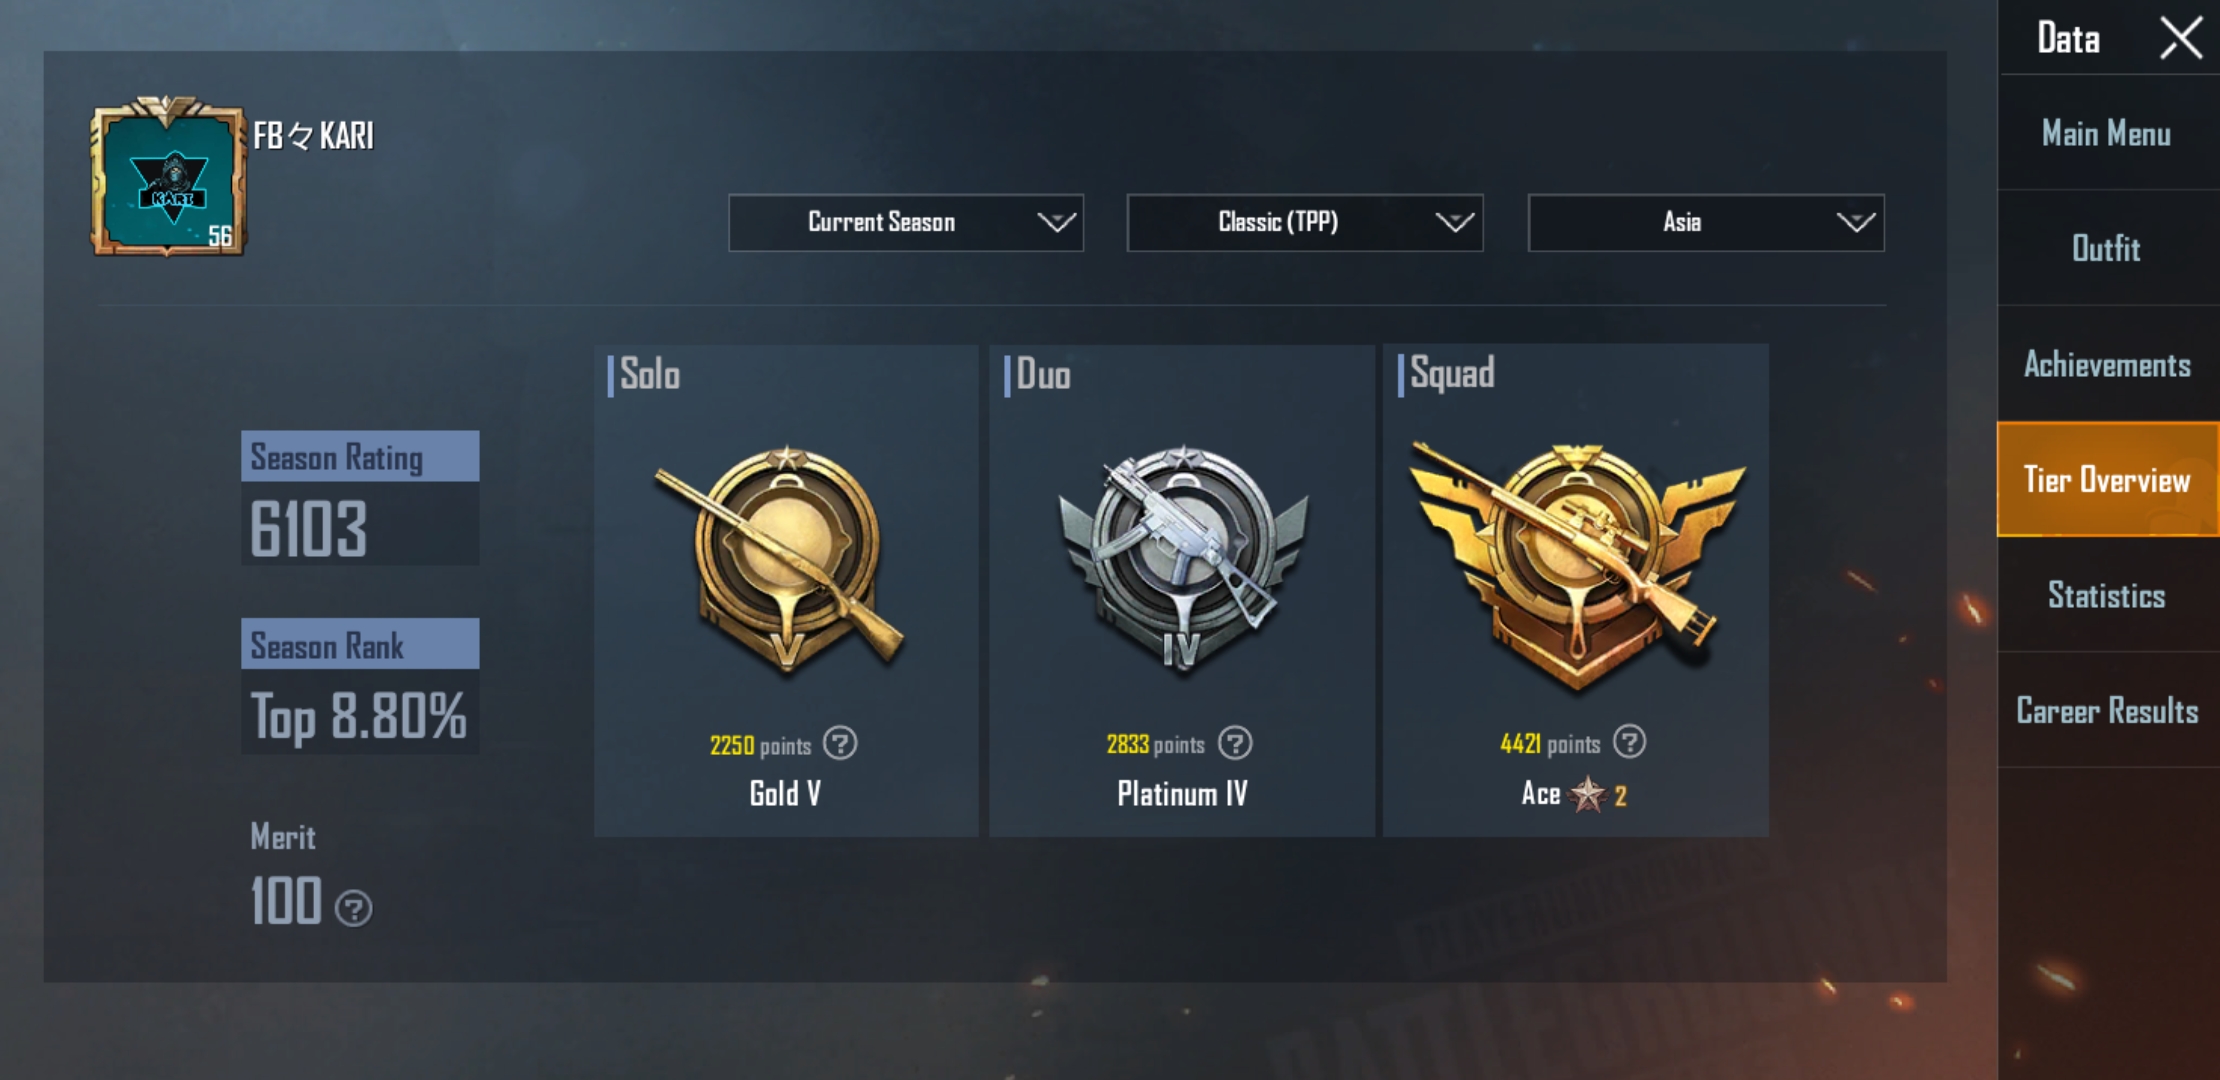 Data
FB々KARI
KARI
56
Current Season
Classic (TPP)
Asia
Main Menu
Outfit
Achievements
Tier Overview
Statistics
Career Results
Season Rating
6103
Season Rank
Top 8.80%
Merit
100 ?
Solo
V
2250 points ?
Gold V
Duo
IV
2833 points ?
Platinum IV
Squad
4421 points ?
Ace 2
PLAYERUNKNOWN'S
BATTLEGROUNDS